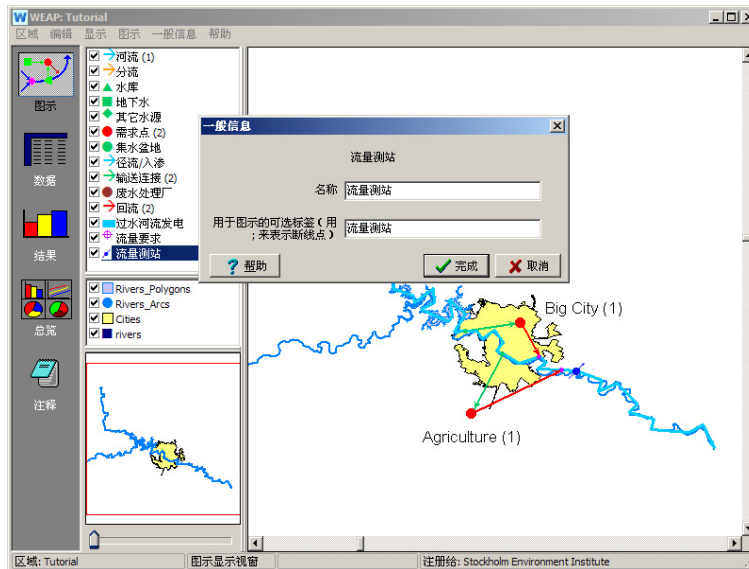 WEAP: Tutorial
区域 编辑 显示 图示 一般信息 帮助
图示
数据
结果
总览
注释
河流 (1)
分流
水库
地下水
其它水源
需求点 (2)
集水盆地
径流/入渗
输送连接 (2)
废水处理厂
回流 (2)
过水河流发电
流量要求
流量测站
Rivers_Polygons
Rivers_Arcs
Cities
rivers
一般信息
流量测站
名称 流量测站
用于图示的可选标签(用
;来表示断线点) 流量测站
? 帮助 完成 取消
Big City (1)
Agriculture (1)
区域: Tutorial 图示显示视窗 注册给: Stockholm Environment Institute